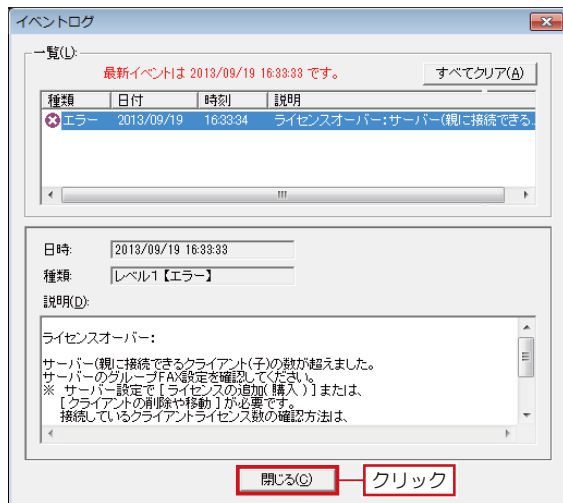 イベントログ
一覧(L):
最新イベントは 2013/09/19 16:33:33 です。
すべてクリア(A)
種類 日付 時刻 説明
エラー 2013/09/19 16:33:34 ライセンスオーバー:サーバー(親に接続できる...
日時: 2013/09/19 16:33:33
種類: レベル1【エラー】
説明(D):
ライセンスオーバー:
サーバー(親に接続できるクライアント(子)の数が超えました。
サーバーのグループFAX設定を確認してください。
※ サーバー設定で [ ライセンスの追加( 購入 ) ] または、
[ クライアントの削除や移動 ] が必要です。
接続しているクライアントライセンス数の確認方法は、
閉じる(C)
クリック